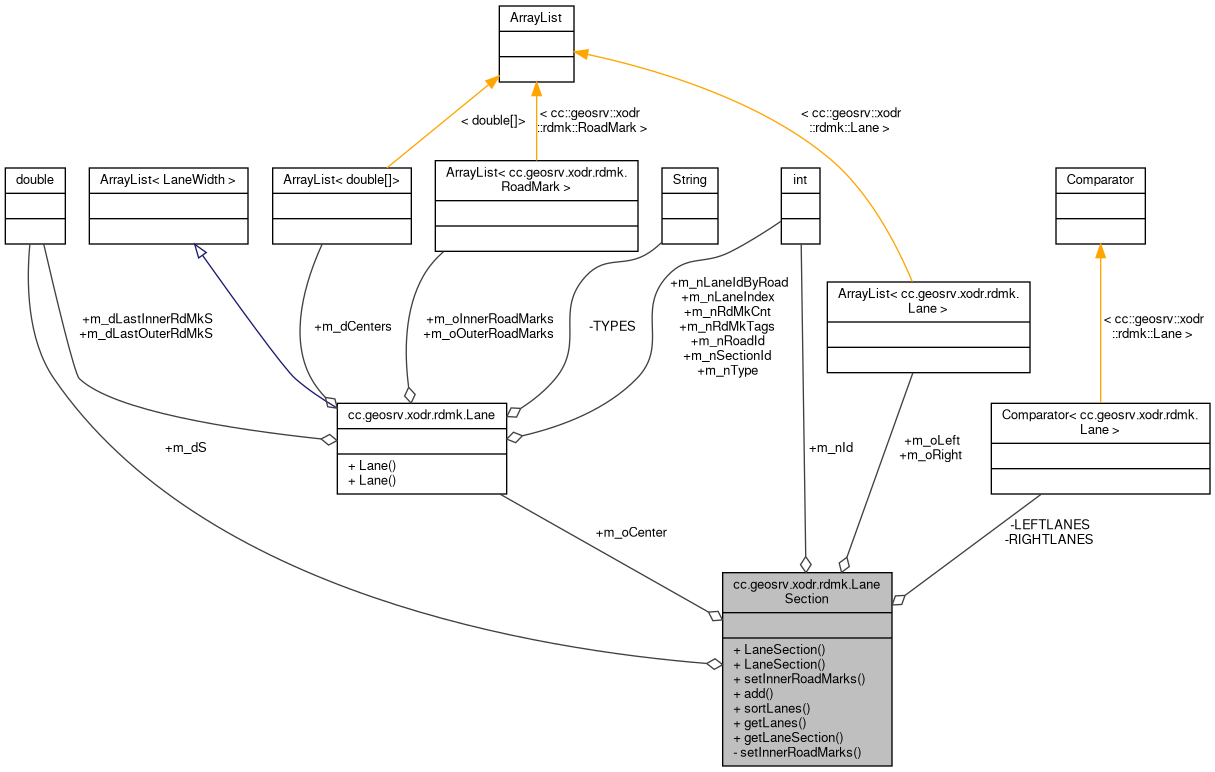 ArrayList
< double[]>
< cc::geosrv::xodr
::rdmk::RoadMark >
< cc::geosrv::xodr
::rdmk::Lane >
double
ArrayList< LaneWidth >
ArrayList< double[]>
ArrayList< cc.geosrv.xodr.rdmk.
RoadMark >
String
int
Comparator
+m_dLastInnerRdMkS
+m_dLastOuterRdMkS
+m_dCenters
+m_oInnerRoadMarks
+m_oOuterRoadMarks
-TYPES
+m_nLaneIdByRoad
+m_nLaneIndex
+m_nRdMkCnt
+m_nRdMkTags
+m_nRoadId
+m_nSectionId
+m_nType
ArrayList< cc.geosrv.xodr.rdmk.
Lane >
< cc::geosrv::xodr
::rdmk::Lane >
cc.geosrv.xodr.rdmk.Lane
+ Lane()
+ Lane()
Comparator< cc.geosrv.xodr.rdmk.
Lane >
+m_dS
+m_nId
+m_oLeft
+m_oRight
+m_oCenter
-LEFTLANES
-RIGHTLANES
cc.geosrv.xodr.rdmk.Lane
Section
+ LaneSection()
+ LaneSection()
+ setInnerRoadMarks()
+ add()
+ sortLanes()
+ getLanes()
+ getLaneSection()
- setInnerRoadMarks()